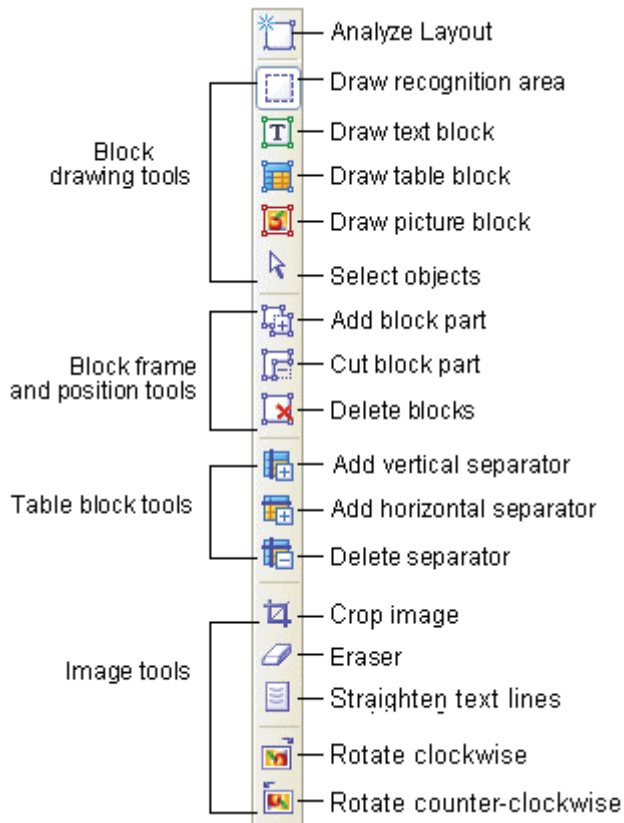 Analyze Layout
Draw recognition area
Draw text block
Draw table block
Draw picture block
Select objects
Block
drawing tools
Add block part
Cut block part
Delete blocks
Block frame
and position tools
Add vertical separator
Add horizontal separator
Delete separator
Table block tools
Crop image
Eraser
Straighten text lines
Rotate clockwise
Rotate counter-clockwise
Image tools
T